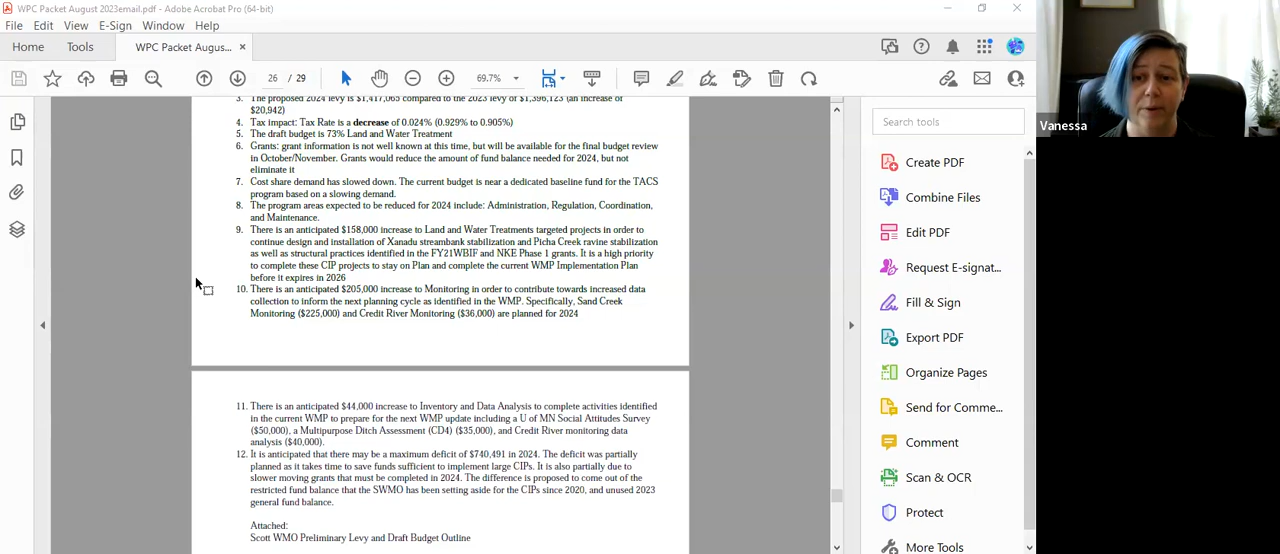 WPC Packet August 2023email.pdf - Adobe Acrobat Pro (64-bit)
File Edit View E-Sign Window Help
Home Tools WPC Packet Augus... ×
26 / 29 69.7%
3. The proposed 2024 levy is $1,417,065 compared to the 2023 levy of $1,396,123 (an increase of
$20,942)
4. Tax impact: Tax Rate is a decrease of 0.024% (0.929% to 0.905%)
5. The draft budget is 73% Land and Water Treatment
6. Grants: grant information is not well known at this time, but will be available for the final budget review
in October/November. Grants would reduce the amount of fund balance needed for 2024, but not
eliminate it
7. Cost share demand has slowed down. The current budget is near a dedicated baseline fund for the TACS
program based on a slowing demand.
8. The program areas expected to be reduced for 2024 include: Administration, Regulation, Coordination,
and Maintenance.
9. There is an anticipated $158,000 increase to Land and Water Treatments targeted projects in order to
continue design and installation of Xanadu streambank stabilization and Picha Creek ravine stabilization
as well as structural practices identified in the FY21WBIF and NKE Phase 1 grants. It is a high priority
to complete these CIP projects to stay on Plan and complete the current WMP Implementation Plan
before it expires in 2026
10. There is an anticipated $205,000 increase to Monitoring in order to contribute towards increased data
collection to inform the next planning cycle as identified in the WMP. Specifically, Sand Creek
Monitoring ($225,000) and Credit River Monitoring ($36,000) are planned for 2024
11. There is an anticipated $44,000 increase to Inventory and Data Analysis to complete activities identified
in the current WMP to prepare for the next WMP update including a U of MN Social Attitudes Survey
($50,000), a Multipurpose Ditch Assessment (CD4) ($35,000), and Credit River monitoring data
analysis ($40,000).
12. It is anticipated that there may be a maximum deficit of $740,491 in 2024. The deficit was partially
planned as it takes time to save funds sufficient to implement large CIPs. It is also partially due to
slower moving grants that must be completed in 2024. The difference is proposed to come out of the
restricted fund balance that the SWMO has been setting aside for the CIPs since 2020, and unused 2023
general fund balance.
Attached:
Scott WMO Preliminary Levy and Draft Budget Outline
Search tools
Create PDF
Combine Files
Edit PDF
Request E-signat...
Fill & Sign
Export PDF
Organize Pages
Send for Comme...
Comment
Scan & OCR
Protect
More Tools
Vanessa